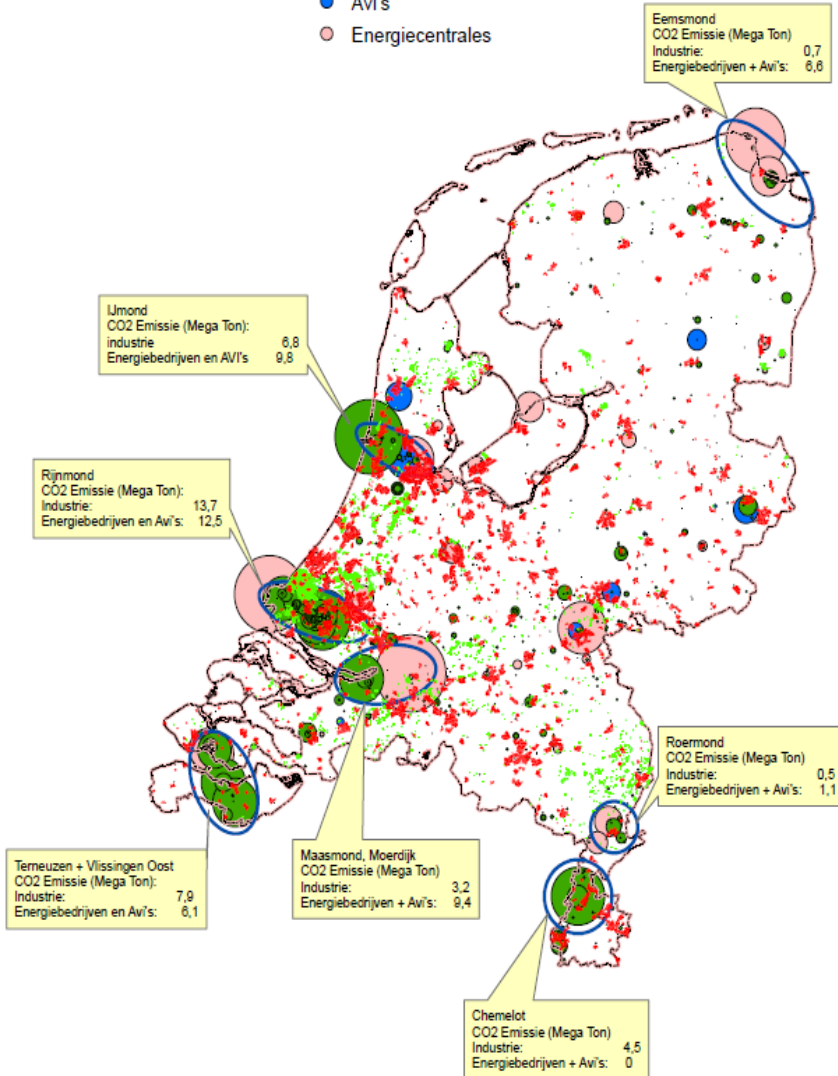 Avi's
Energiecentrales
Eemsmond
CO2 Emissie (Mega Ton)
Industrie: 0,7
Energiebedrijven + Avi's: 6,6
IJmond
CO2 Emissie (Mega Ton):
industrie 6,8
Energiebedrijven en AVI's 9,8
Rijnmond
CO2 Emissie (Mega Ton):
Industrie: 13,7
Energiebedrijven en Avi's: 12,5
Roermond
CO2 Emissie (Mega Ton)
Industrie: 0,5
Energiebedrijven + Avi's: 1,1
Terneuzen + Vlissingen Oost
CO2 Emissie (Mega Ton):
Industrie: 7,9
Energiebedrijven en Avi's: 6,1
Maasmond, Moerdijk
CO2 Emissie (Mega Ton)
Industrie: 3,2
Energiebedrijven + Avi's: 9,4
Chemelot
CO2 Emissie (Mega Ton)
Industrie: 4,5
Energiebedrijven + Avi's: 0